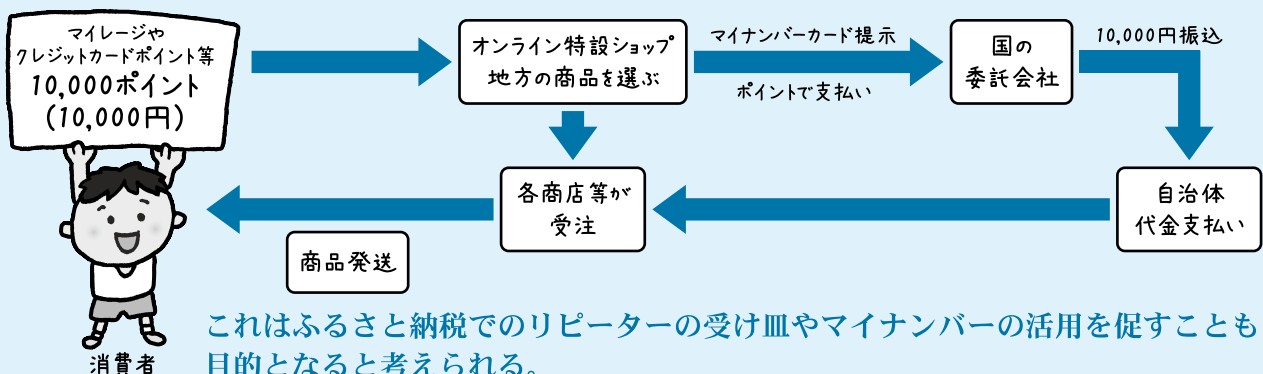 マイレージや
クレジットカードポイント等
10,000ポイント
(10,000円)
オンライン特設ショップ
地方の商品を選ぶ
マイナンバーカード提示
ポイントで支払い
国の
委託会社
10,000円振込
各商店等が
受注
自治体
代金支払い
商品発送
消費者
これはふるさと納税でのリピーターの受け皿やマイナンバーの活用を促すことも
目的となると考えられる。